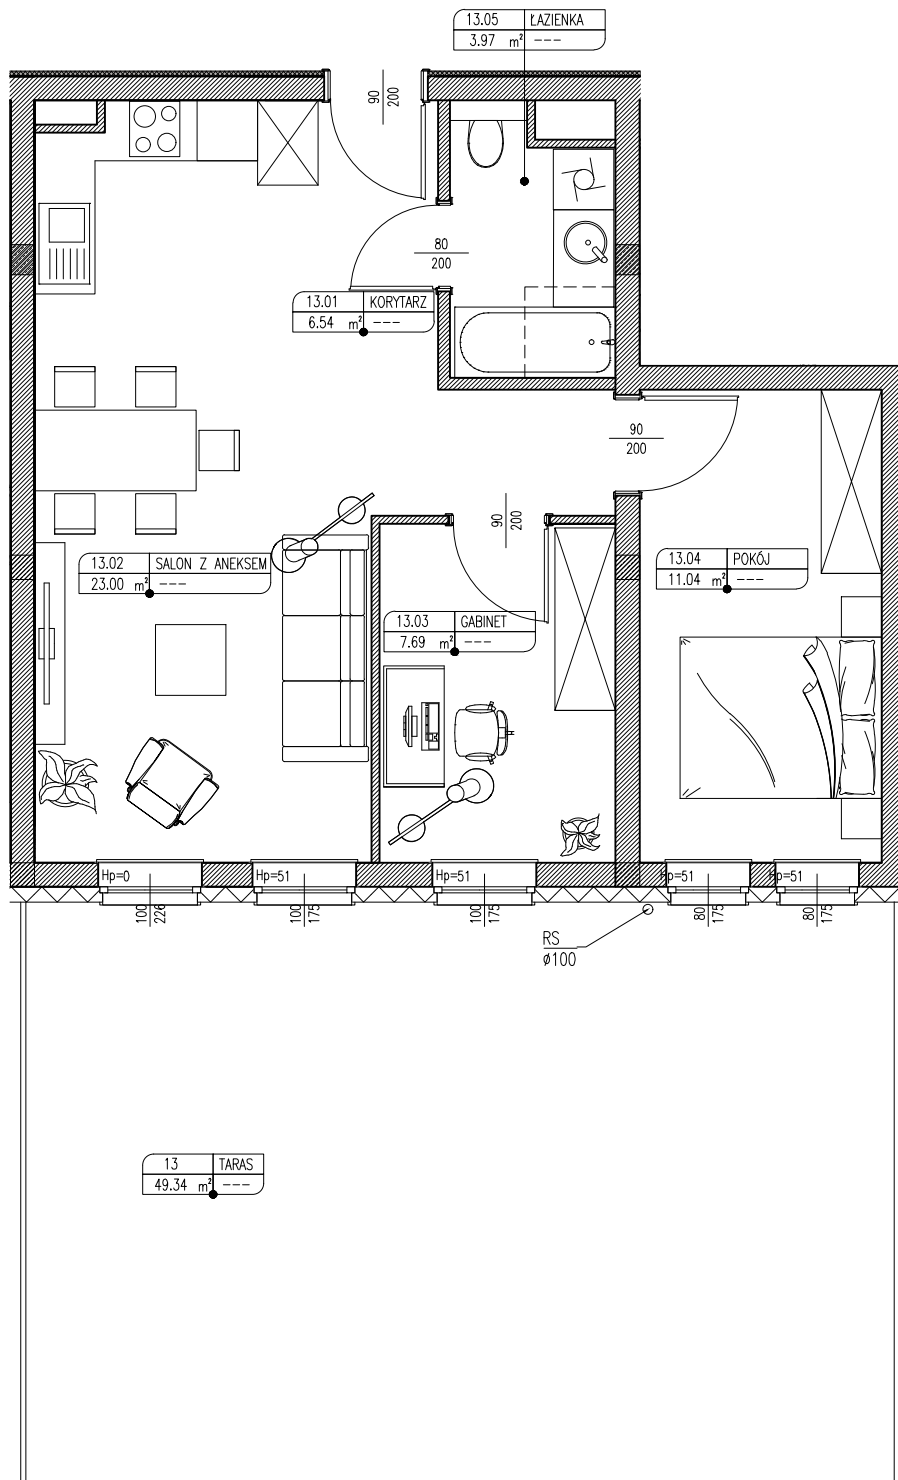 13.05 ŁAZIENKA
3.97 m² ---
90
200
80
200
13.01 KORYTARZ
6.54 m² ---
90
200
90
200
13.02 SALON Z ANEKSEM
23.00 m² ---
13.04 POKÓJ
11.04 m² ---
13.03 GABINET
7.69 m² ---
Hp=0
Hp=51
Hp=51
Hp=51
Hp=51
100
226
100
175
100
175
80
175
80
175
RS
ø100
13 TARAS
49.34 m² ---